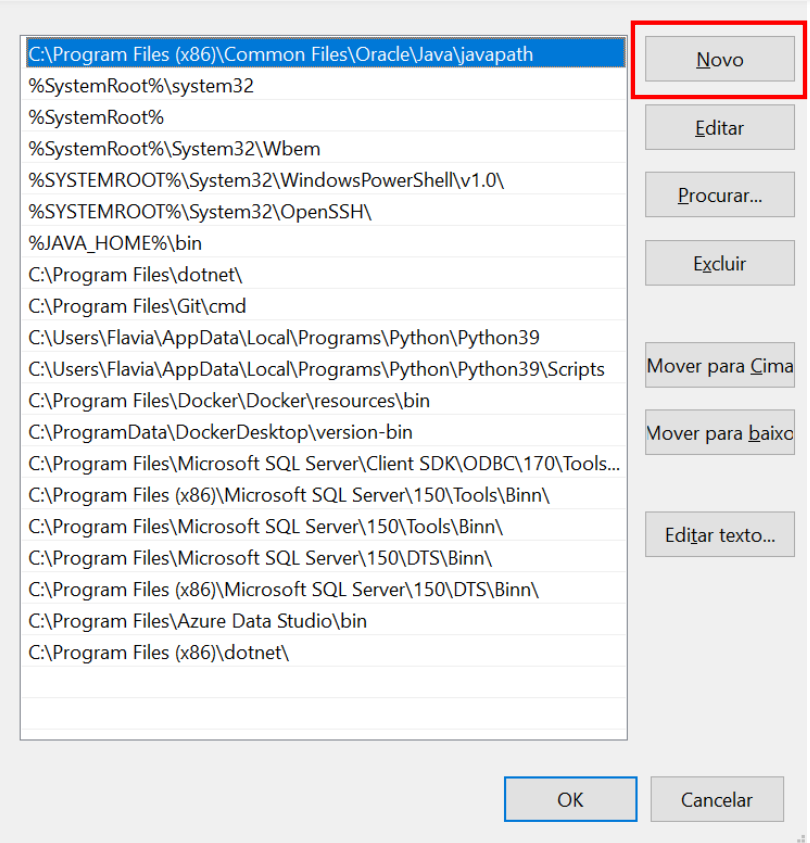 C:\Program Files (x86)\Common Files\Oracle\Java\javapath
%SystemRoot%\system32
%SystemRoot%
%SystemRoot%\System32\Wbem
%SYSTEMROOT%\System32\WindowsPowerShell\v1.0\
%SYSTEMROOT%\System32\OpenSSH\
%JAVA_HOME%\bin
C:\Program Files\dotnet\
C:\Program Files\Git\cmd
C:\Users\Flavia\AppData\Local\Programs\Python\Python39
C:\Users\Flavia\AppData\Local\Programs\Python\Python39\Scripts
C:\Program Files\Docker\Docker\resources\bin
C:\ProgramData\DockerDesktop\version-bin
C:\Program Files\Microsoft SQL Server\Client SDK\ODBC\170\Tools...
C:\Program Files (x86)\Microsoft SQL Server\150\Tools\Binn\
C:\Program Files\Microsoft SQL Server\150\Tools\Binn\
C:\Program Files\Microsoft SQL Server\150\DTS\Binn\
C:\Program Files (x86)\Microsoft SQL Server\150\DTS\Binn\
C:\Program Files\Azure Data Studio\bin
C:\Program Files (x86)\dotnet\
Novo
Editar
Procurar...
Excluir
Mover para Cima
Mover para baixo
Editar texto...
OK
Cancelar